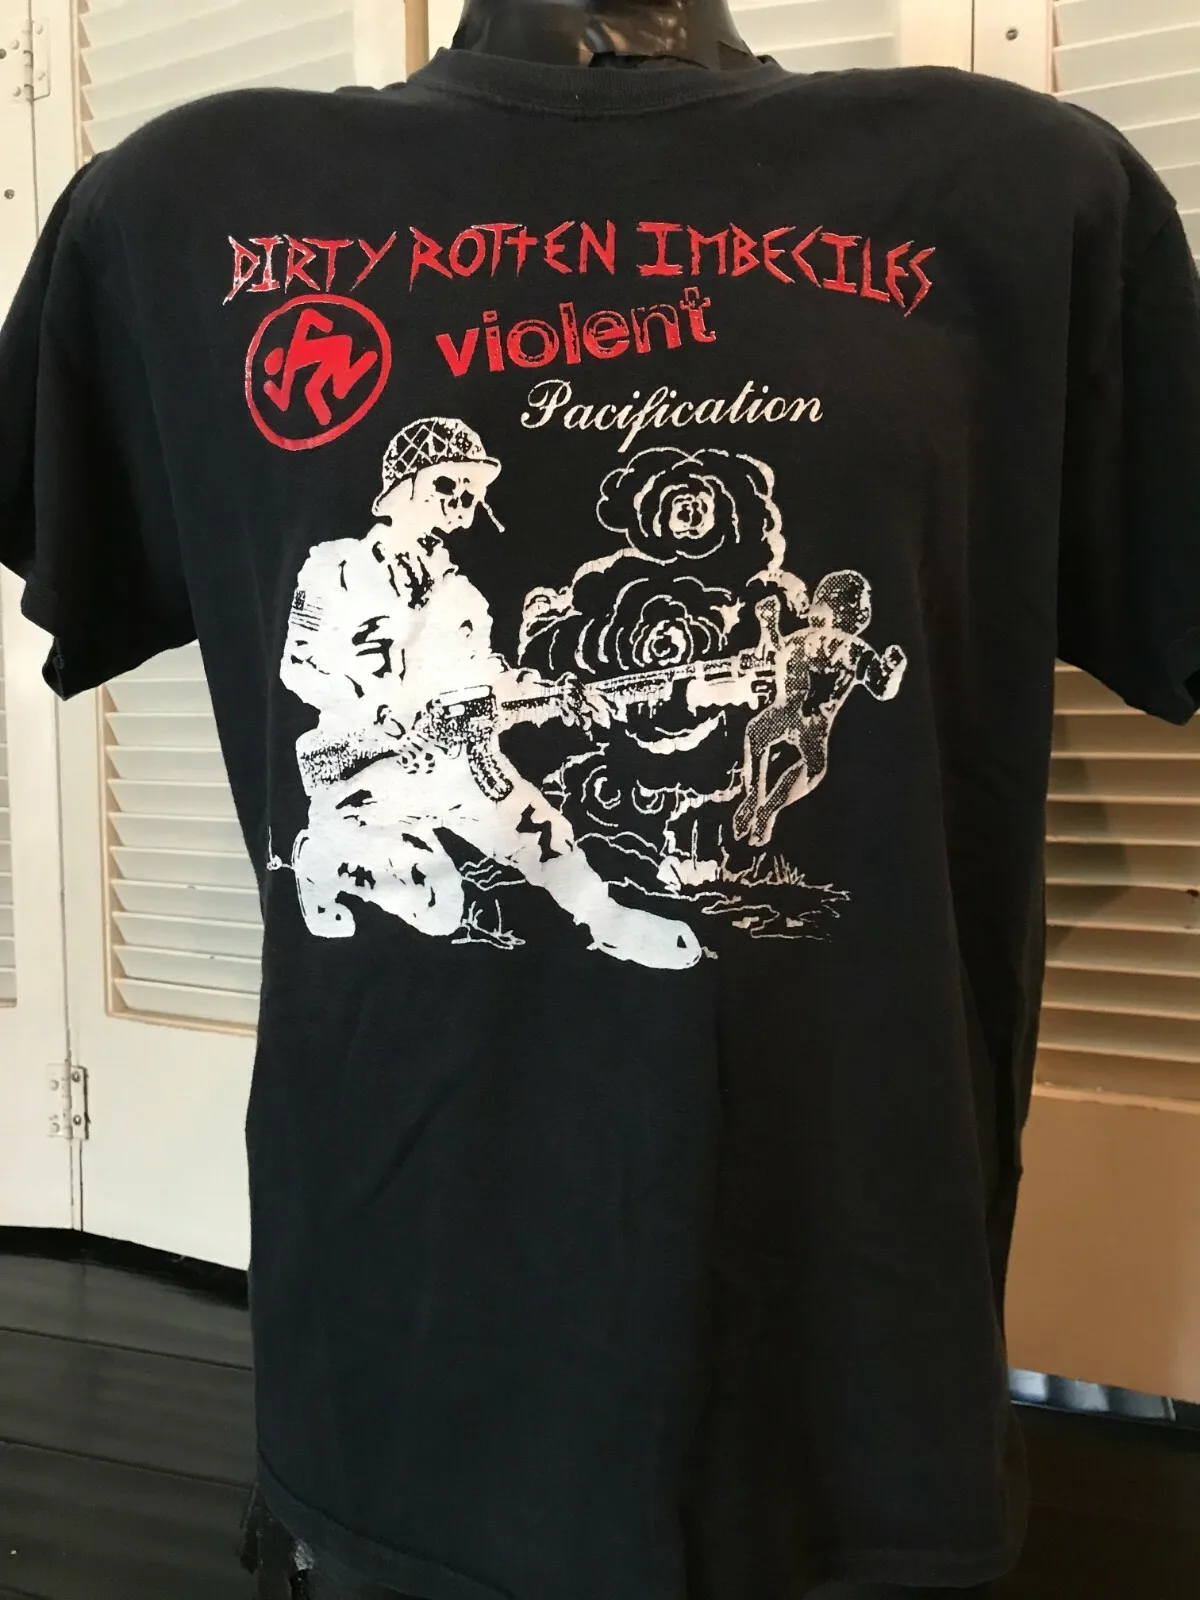 DIRTY ROTTEN IMBECILES
violent
Pacification